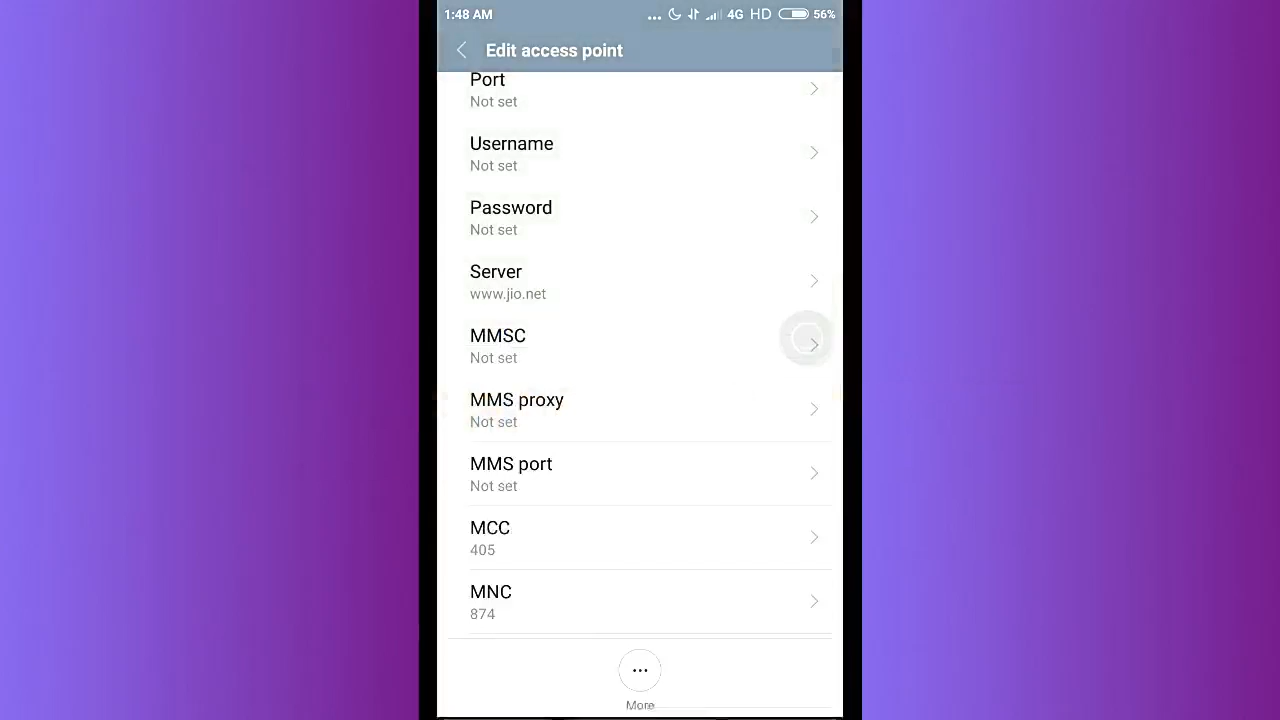 1:48 AM ... 4G HD 56%
Edit access point
Port
Not set
Username
Not set
Password
Not set
Server
www.jio.net
MMSC
Not set
MMS proxy
Not set
MMS port
Not set
MCC
405
MNC
874
More